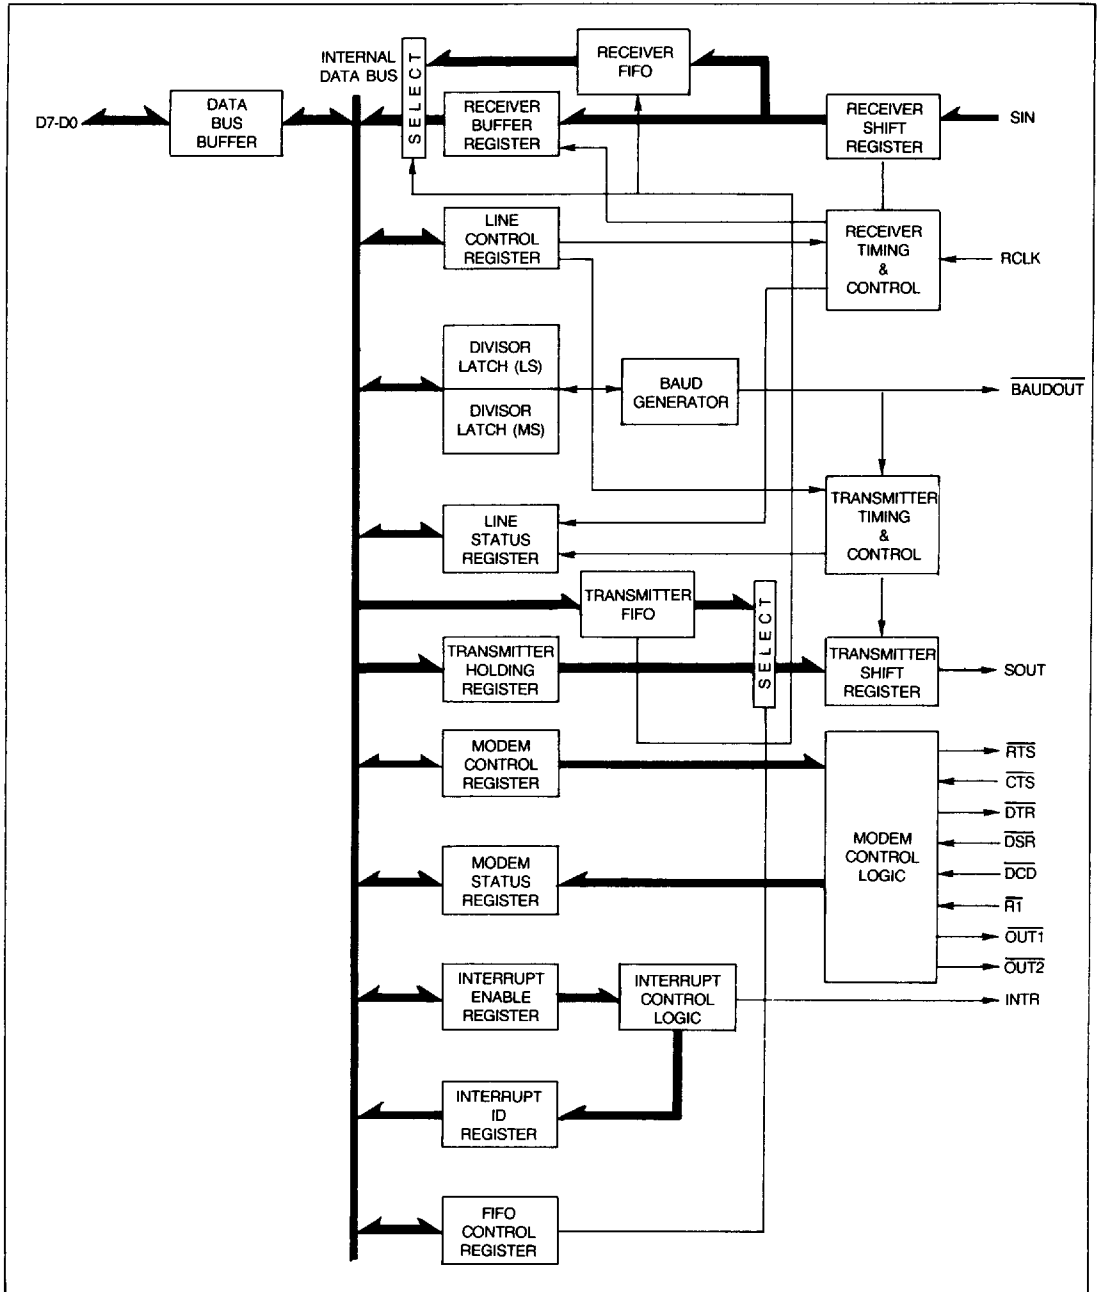 INTERNAL
DATA BUS
SELECT
RECEIVER
FIFO
D7-D0
DATA
BUS
BUFFER
RECEIVER
BUFFER
REGISTER
RECEIVER
SHIFT
REGISTER
SIN
LINE
CONTROL
REGISTER
RECEIVER
TIMING
&
CONTROL
RCLK
DIVISOR
LATCH (LS)
DIVISOR
LATCH (MS)
BAUD
GENERATOR
BAUDOUT
LINE
STATUS
REGISTER
TRANSMITTER
TIMING
&
CONTROL
TRANSMITTER
FIFO
SELECT
TRANSMITTER
HOLDING
REGISTER
TRANSMITTER
SHIFT
REGISTER
SOUT
MODEM
CONTROL
REGISTER
MODEM
CONTROL
LOGIC
RTS
CTS
DTR
DSR
DCD
R1
OUT1
OUT2
MODEM
STATUS
REGISTER
INTERRUPT
ENABLE
REGISTER
INTERRUPT
CONTROL
LOGIC
INTR
INTERRUPT
ID
REGISTER
FIFO
CONTROL
REGISTER